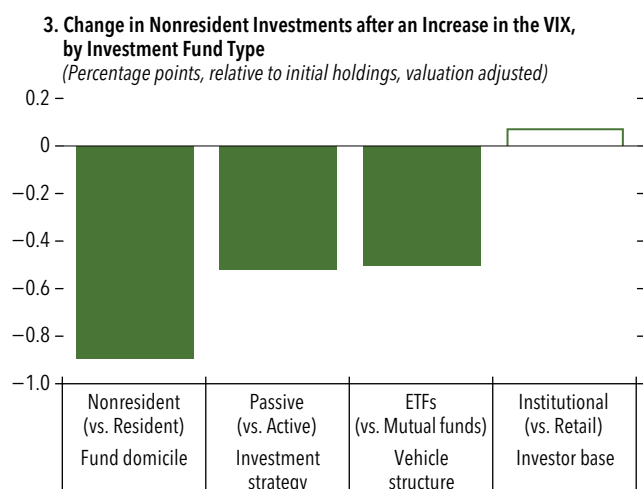 3. Change in Nonresident Investments after an Increase in the VIX,
by Investment Fund Type
(Percentage points, relative to initial holdings, valuation adjusted)
0.2
0
−0.2
−0.4
−0.6
−0.8
−1.0
Nonresident
(vs. Resident)
Fund domicile
Passive
(vs. Active)
Investment
strategy
ETFs
(vs. Mutual funds)
Vehicle
structure
Institutional
(vs. Retail)
Investor base